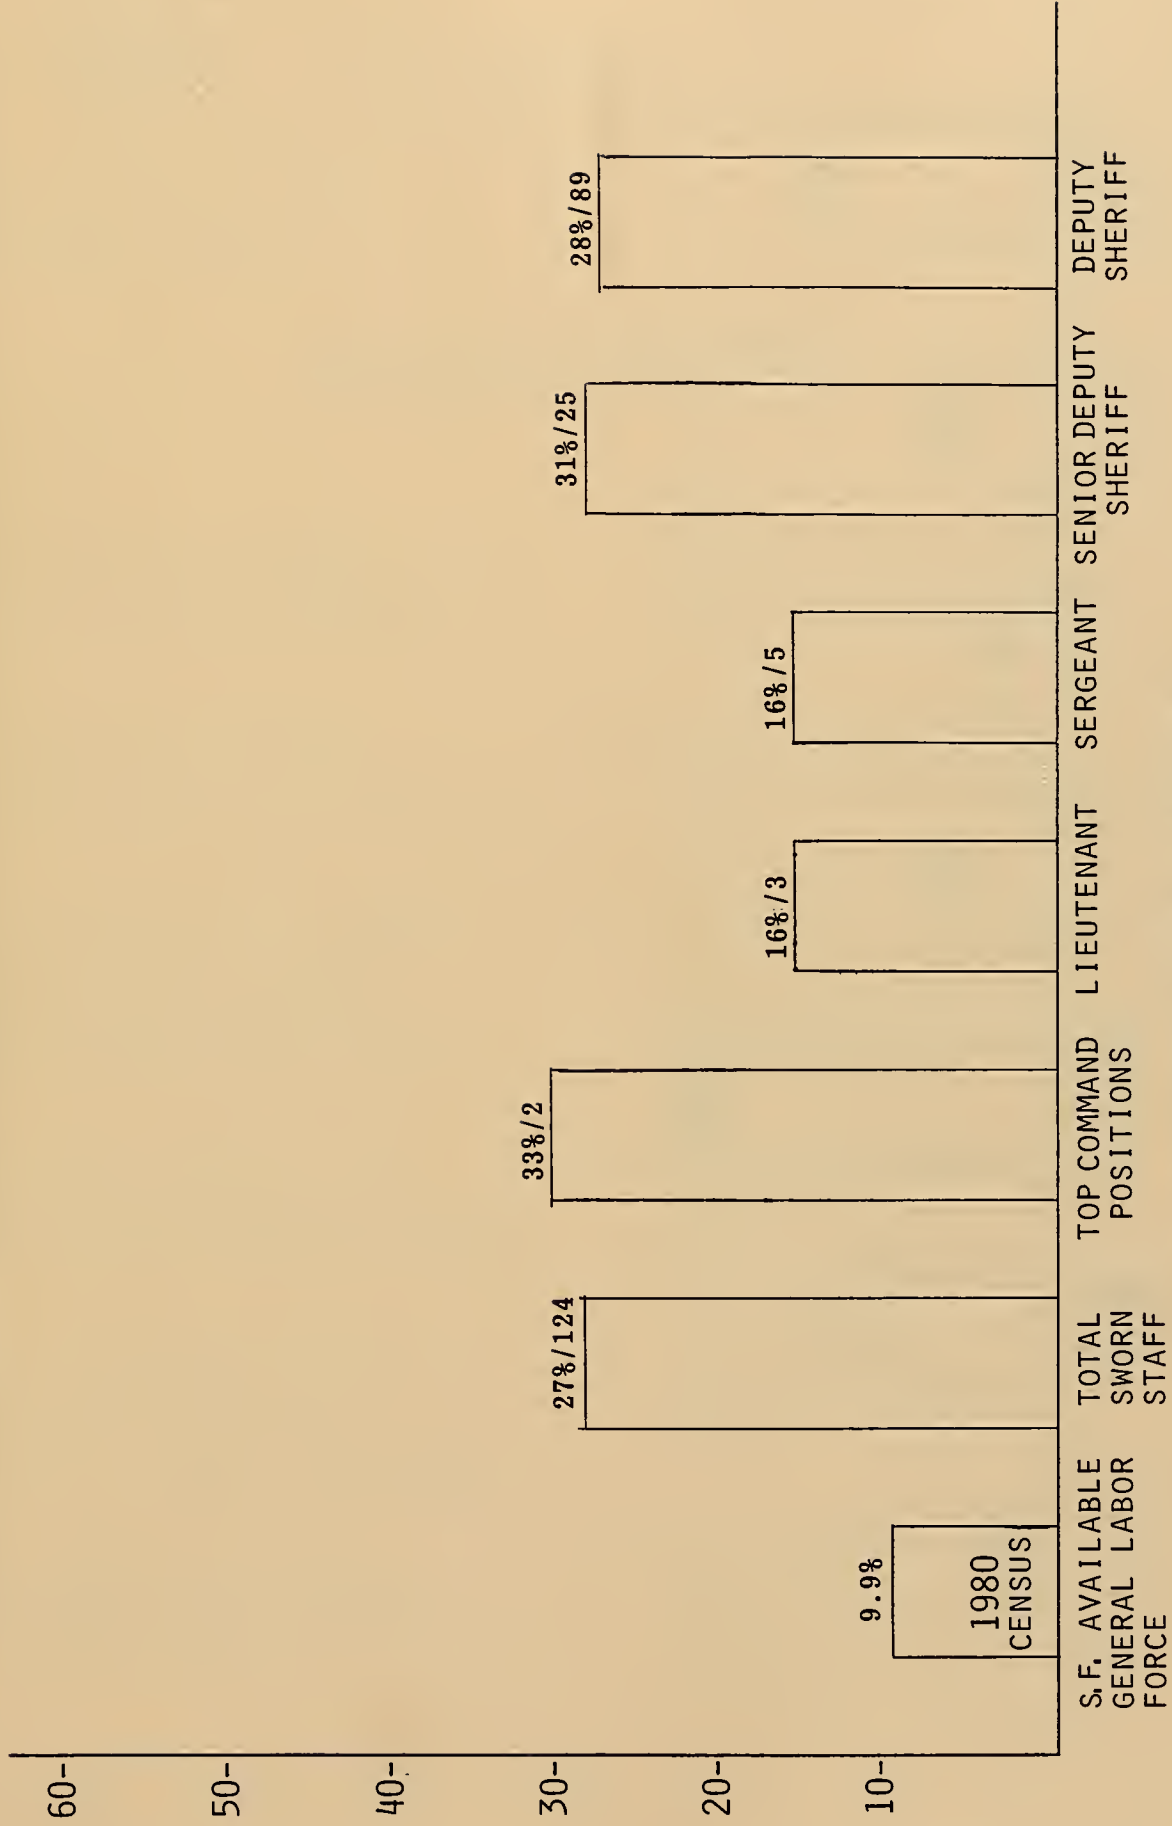 60-
50-
40-
30-
20-
10-
9.9%
1980
CENSUS
27%/124
33%/2
16%/3
16%/5
31%/25
28%/89
S.F. AVAILABLE
GENERAL LABOR
FORCE
TOTAL
SWORN
STAFF
TOP COMMAND
POSITIONS
LIEUTENANT
SERGEANT
SENIOR DEPUTY
SHERIFF
DEPUTY
SHERIFF